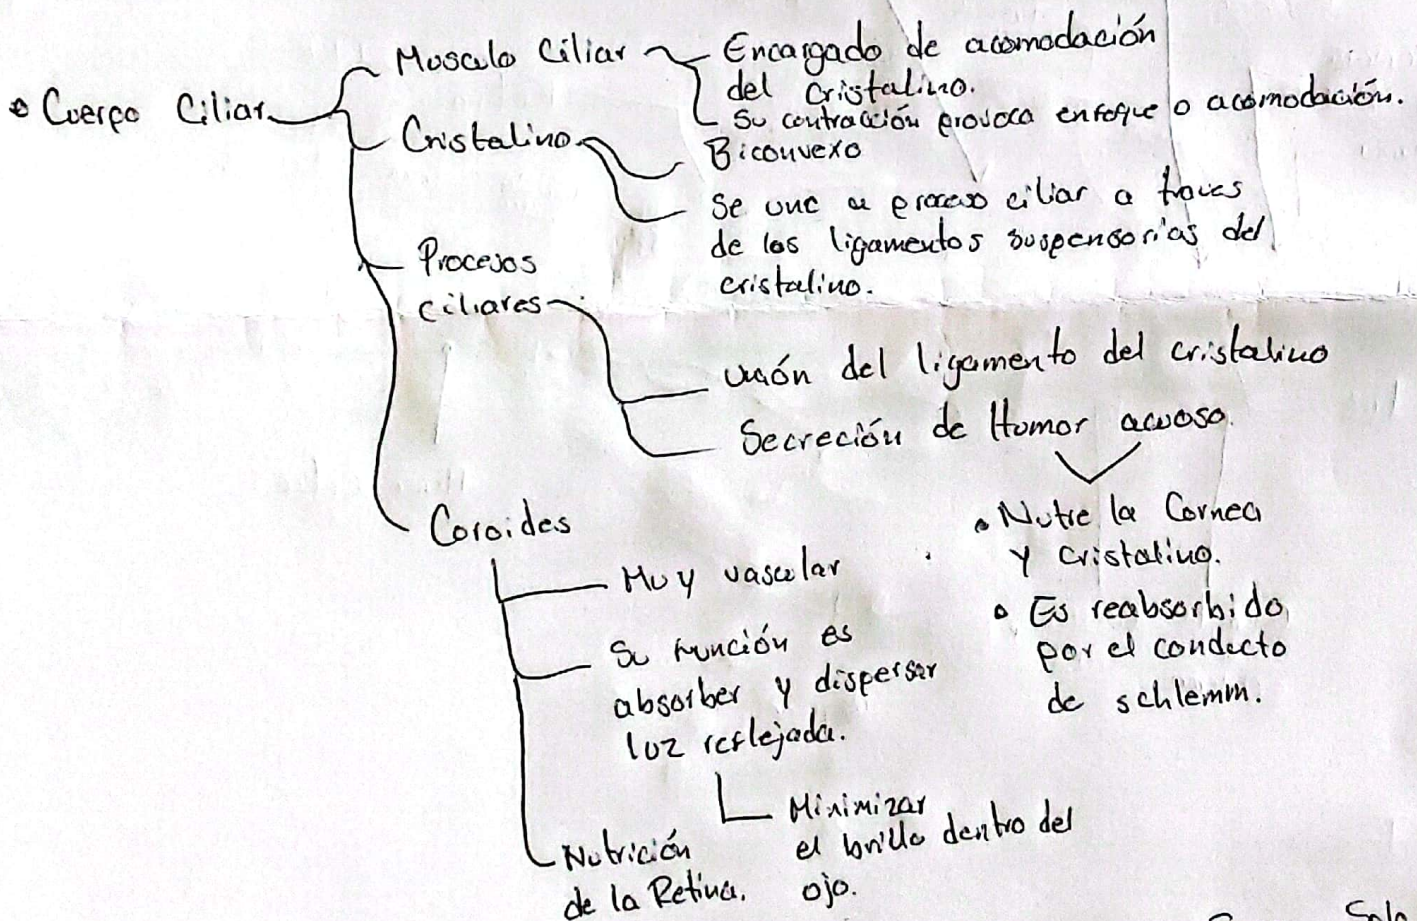 Cuerpo Ciliar
Musculo Ciliar
Encargado de acomodación
del Cristalino.
Su contracción provoca enfoque o acomodación.
Cristalino
Biconvexo
Se une a proceso ciliar a traves
de los ligamentos suspensorias del
cristalino.
Procesos
ciliares
unión del ligamento del cristalino
Secreción de Humor acuoso.
• Nutre la Cornea
y Cristalino.
• Es reabsorbido
por el conducto
de schlemm.
Coroides
Muy vascular
Su función es
absorber y dispersar
luz reflejada.
Minimizar
el brillo dentro del
ojo.
Nutrición
de la Retina.